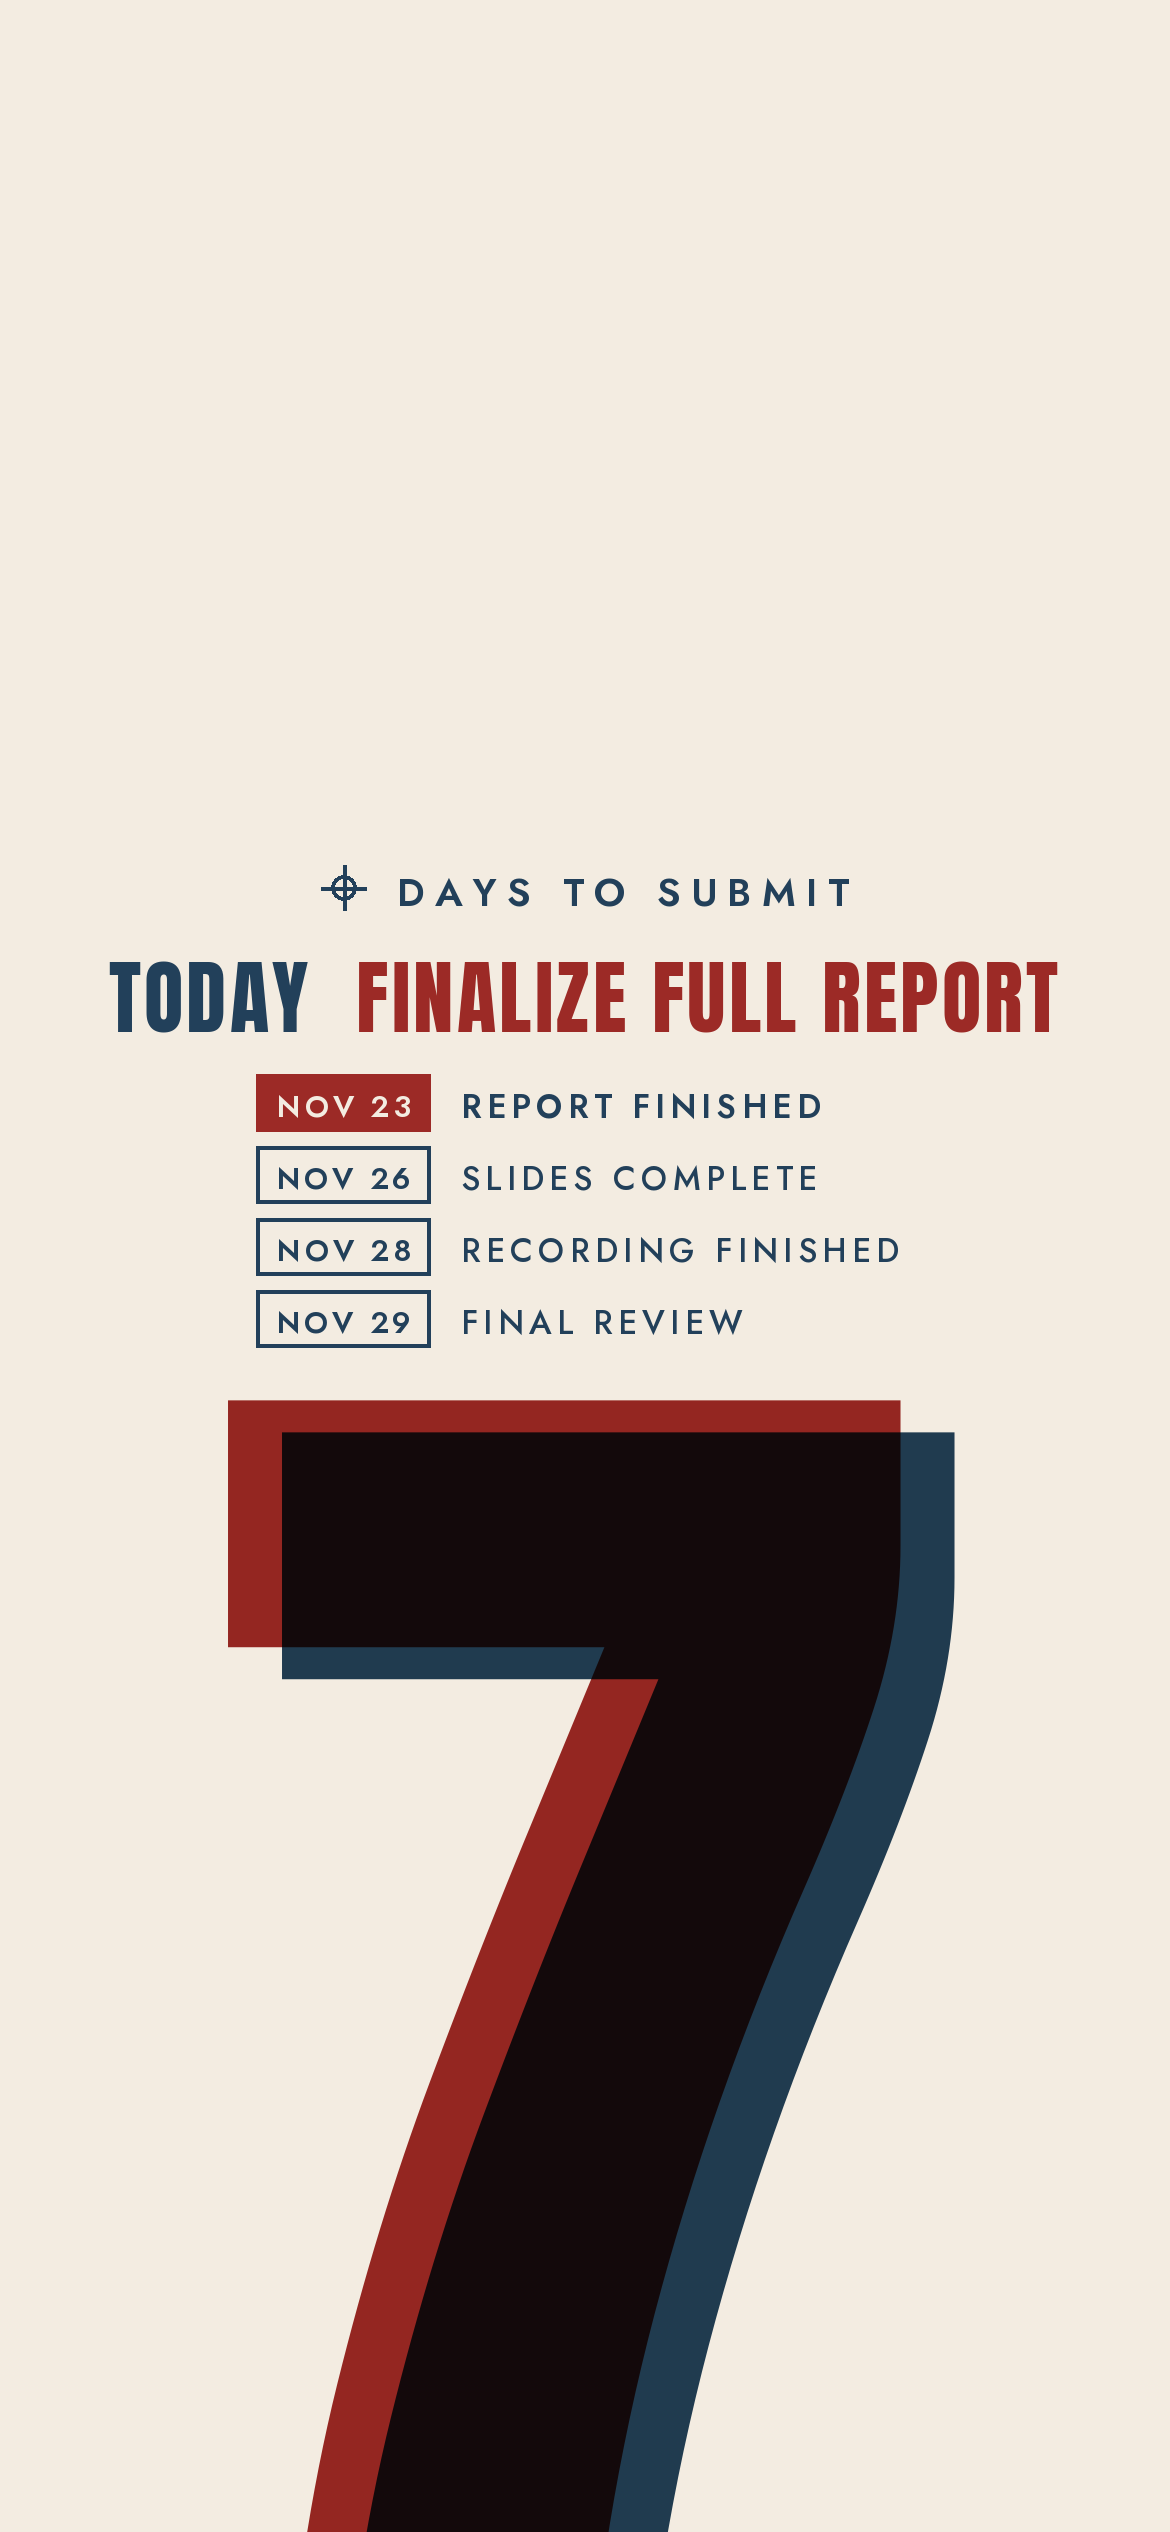 DAYS TO SUBMIT
TODAY FINALIZE FULL REPORT
NOV 23 REPORT FINISHED
NOV 26 SLIDES COMPLETE
NOV 28 RECORDING FINISHED
NOV 29 FINAL REVIEW
7